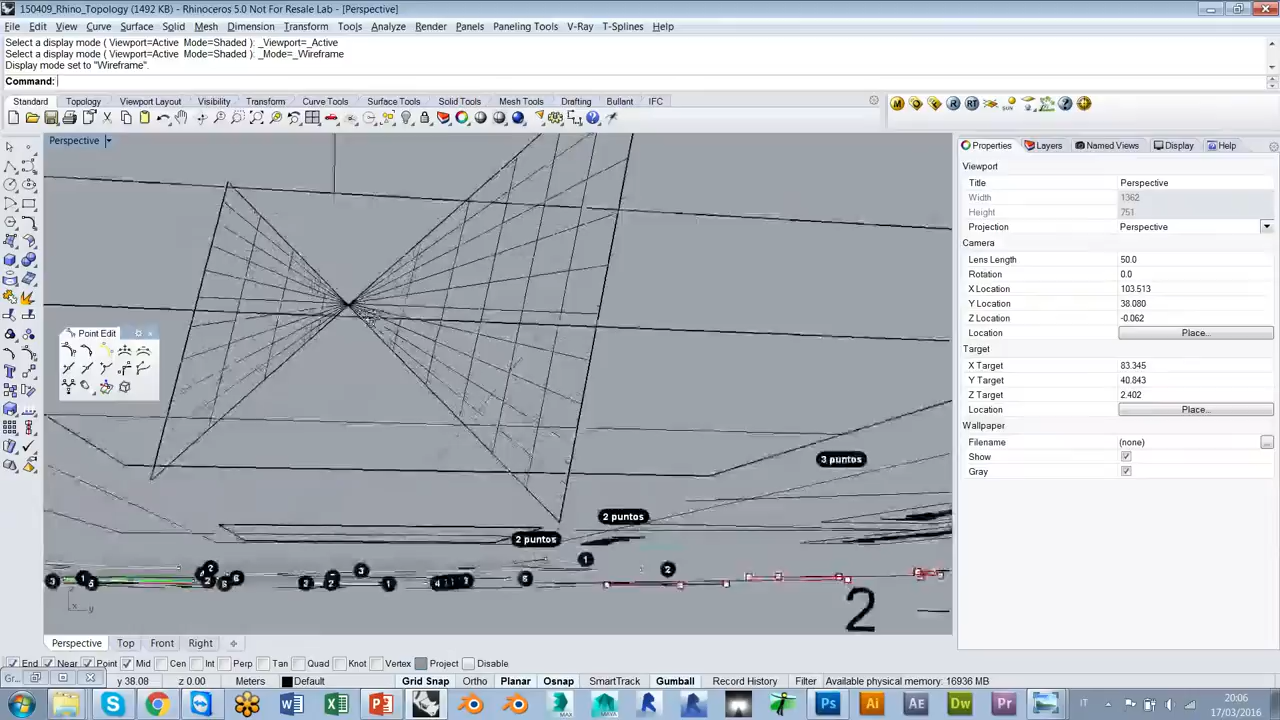 150409_Rhino_Topology (1492 KB) - Rhinoceros 5.0 Not For Resale Lab - [Perspective]
File Edit View Curve Surface Solid Mesh Dimension Transform Tools Analyze Render Panels Paneling Tools V-Ray T-Splines Help
Select a display mode ( Viewport=Active Mode=Shaded ): _Viewport=_Active
Select a display mode ( Viewport=Active Mode=Shaded ): _Mode=_Wireframe
Display mode set to "Wireframe".
Command:
Standard Topology Viewport Layout Visibility Transform Curve Tools Surface Tools Solid Tools Mesh Tools Drafting Bullant IFC
Perspective
Properties Layers Named Views Display Help
Viewport
Title Perspective
Width 1362
Height 751
Projection Perspective
Camera
Lens Length 50.0
Rotation 0.0
X Location 103.513
Y Location 38.080
Z Location -0.062
Location Place...
Target
X Target 83.345
Y Target 40.843
Z Target 2.402
Location Place...
Wallpaper
Filename (none)
Show
Gray
Point Edit
3 puntos
2 puntos
2 puntos
2
Perspective Top Front Right
End Near Point Mid Cen Int Perp Tan Quad Knot Vertex Project Disable
Gr...
y 38.08 z 0.00 Meters Default Grid Snap Ortho Planar Osnap SmartTrack Gumball Record History Filter Available physical memory: 16936 MB
IT
20:06
17/03/2016